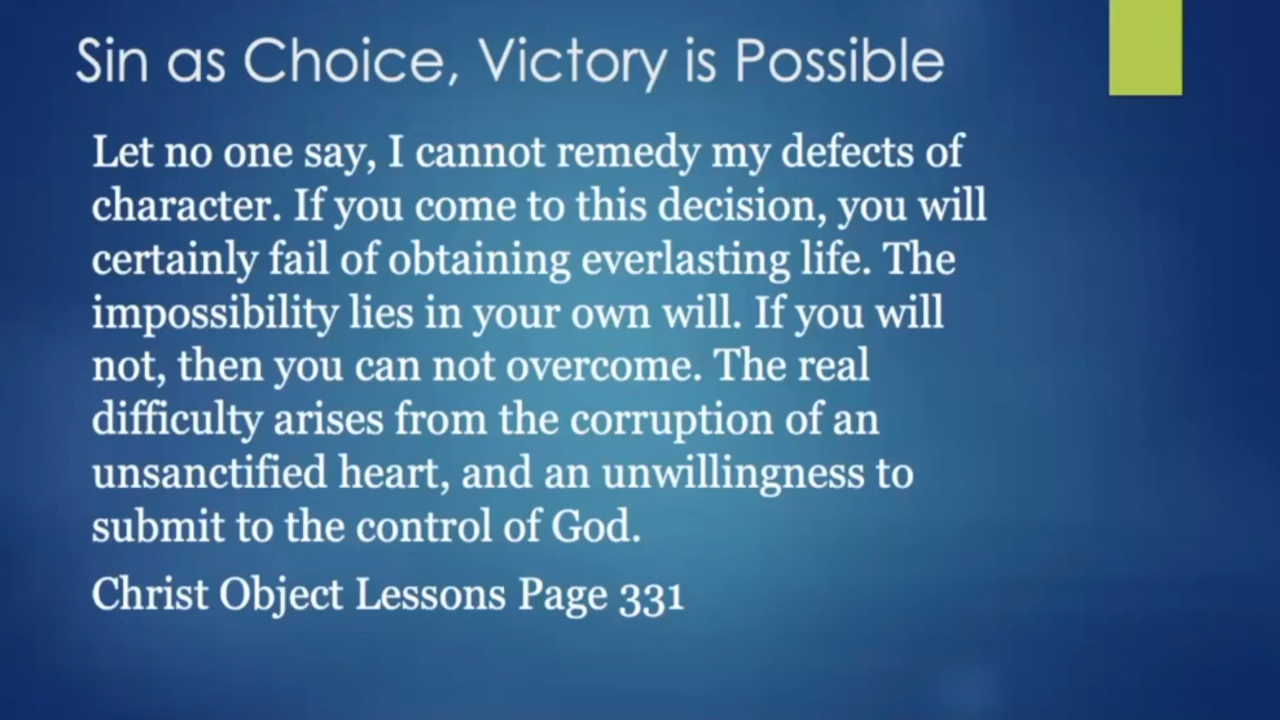 Sin as Choice, Victory is Possible
Let no one say, I cannot remedy my defects of
character. If you come to this decision, you will
certainly fail of obtaining everlasting life. The
impossibility lies in your own will. If you will
not, then you can not overcome. The real
difficulty arises from the corruption of an
unsanctified heart, and an unwillingness to
submit to the control of God.
Christ Object Lessons Page 331